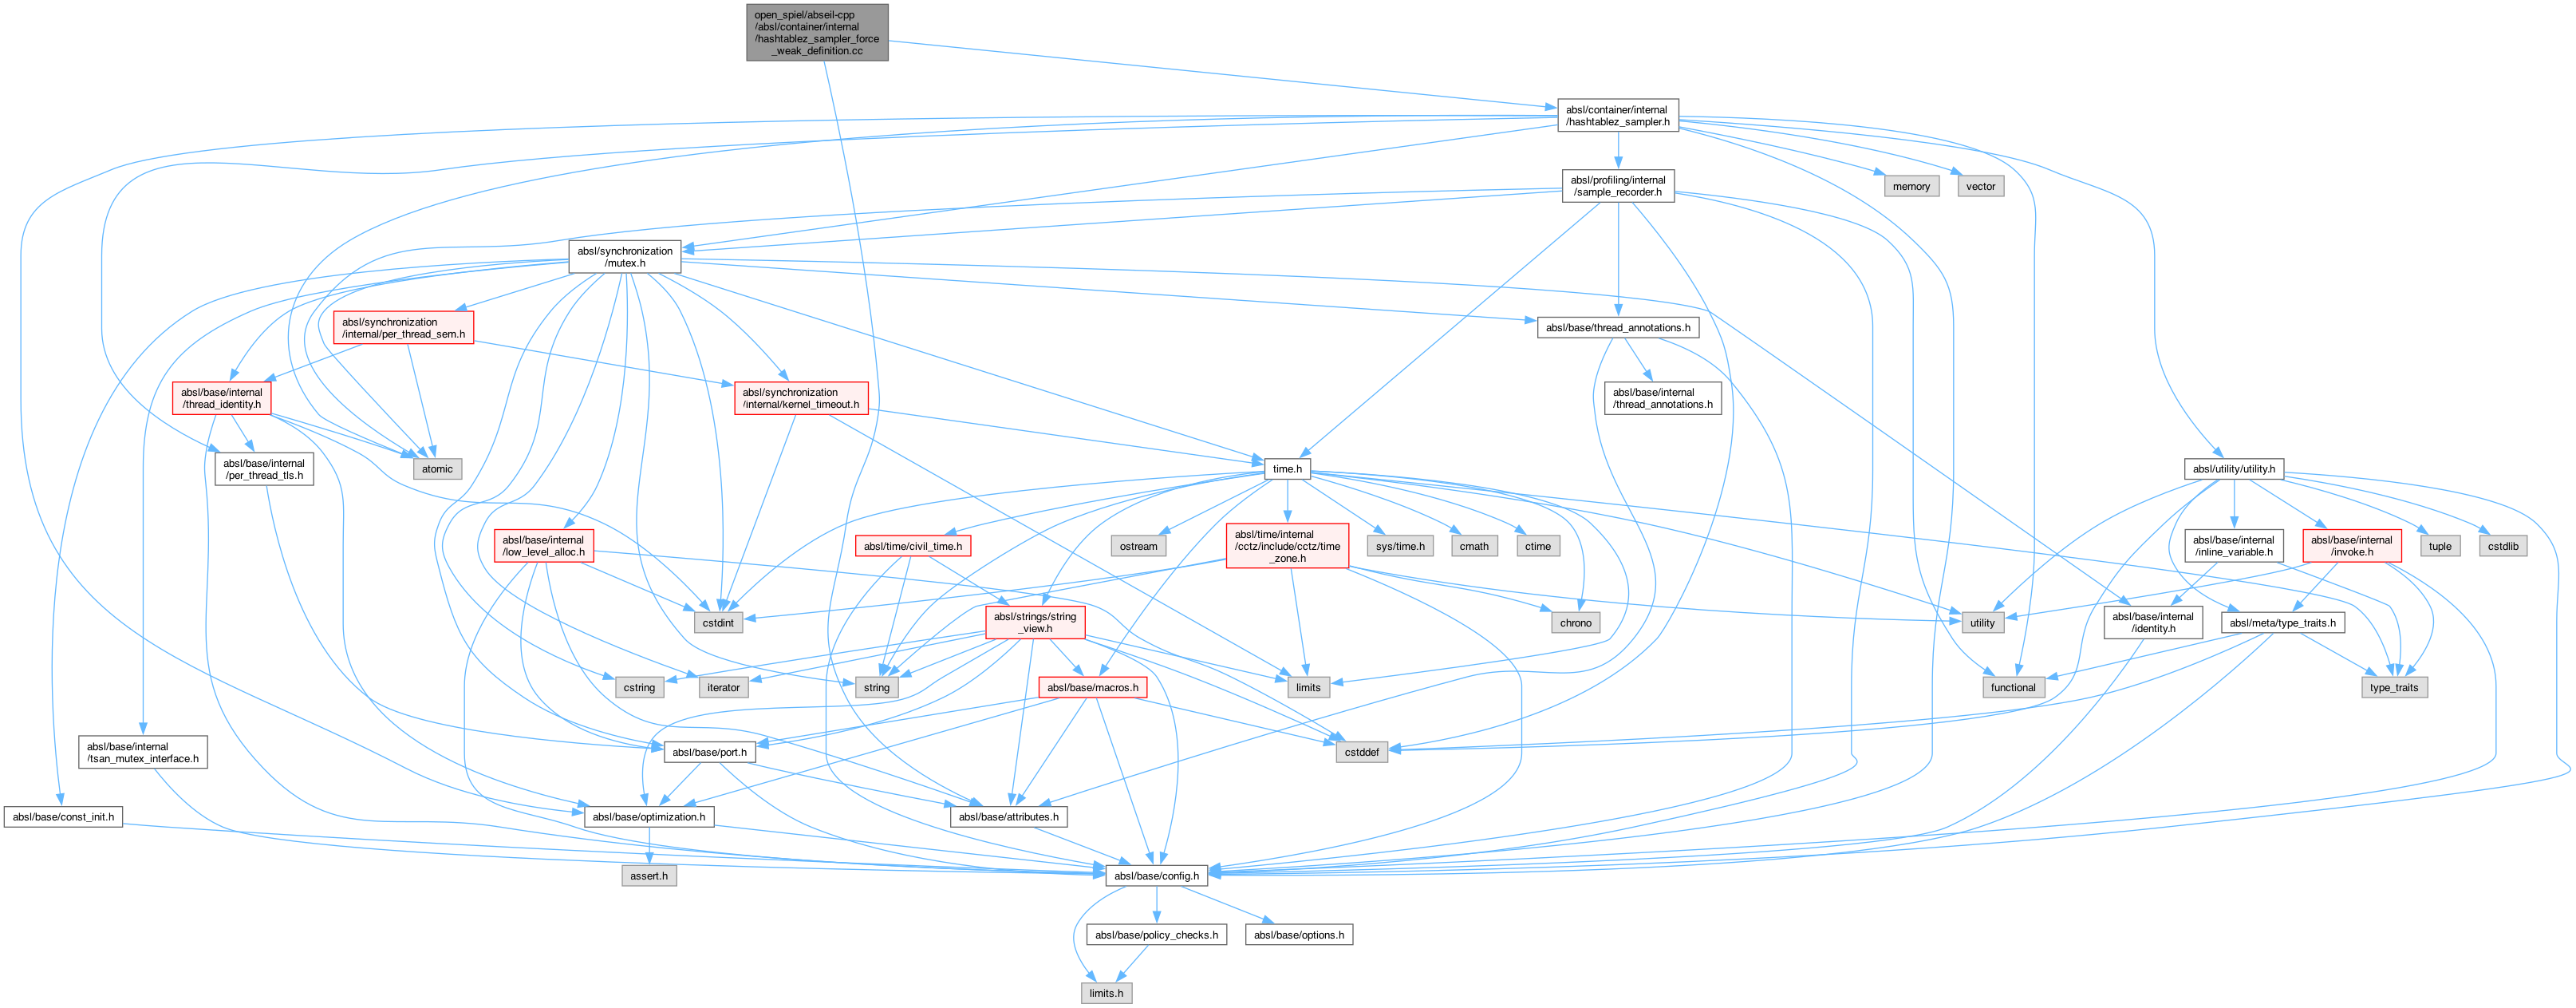 open_spiel/abseil-cpp
/absl/container/internal
/hashtablez_sampler_force
_weak_definition.cc
absl/container/internal
/hashtablez_sampler.h
absl/profiling/internal
/sample_recorder.h
memory
vector
absl/synchronization
/mutex.h
absl/synchronization
/internal/per_thread_sem.h
absl/base/thread_annotations.h
absl/base/internal
/thread_identity.h
absl/synchronization
/internal/kernel_timeout.h
absl/base/internal
/thread_annotations.h
absl/base/internal
/per_thread_tls.h
atomic
time.h
absl/utility/utility.h
absl/base/internal
/low_level_alloc.h
absl/time/civil_time.h
ostream
absl/time/internal
/cctz/include/cctz/time
_zone.h
sys/time.h
cmath
ctime
absl/base/internal
/inline_variable.h
absl/base/internal
/invoke.h
tuple
cstdlib
cstdint
absl/strings/string
_view.h
chrono
utility
absl/base/internal
/identity.h
absl/meta/type_traits.h
cstring
iterator
string
absl/base/macros.h
limits
functional
type_traits
absl/base/internal
/tsan_mutex_interface.h
absl/base/port.h
cstddef
absl/base/const_init.h
absl/base/optimization.h
absl/base/attributes.h
assert.h
absl/base/config.h
absl/base/policy_checks.h
absl/base/options.h
limits.h